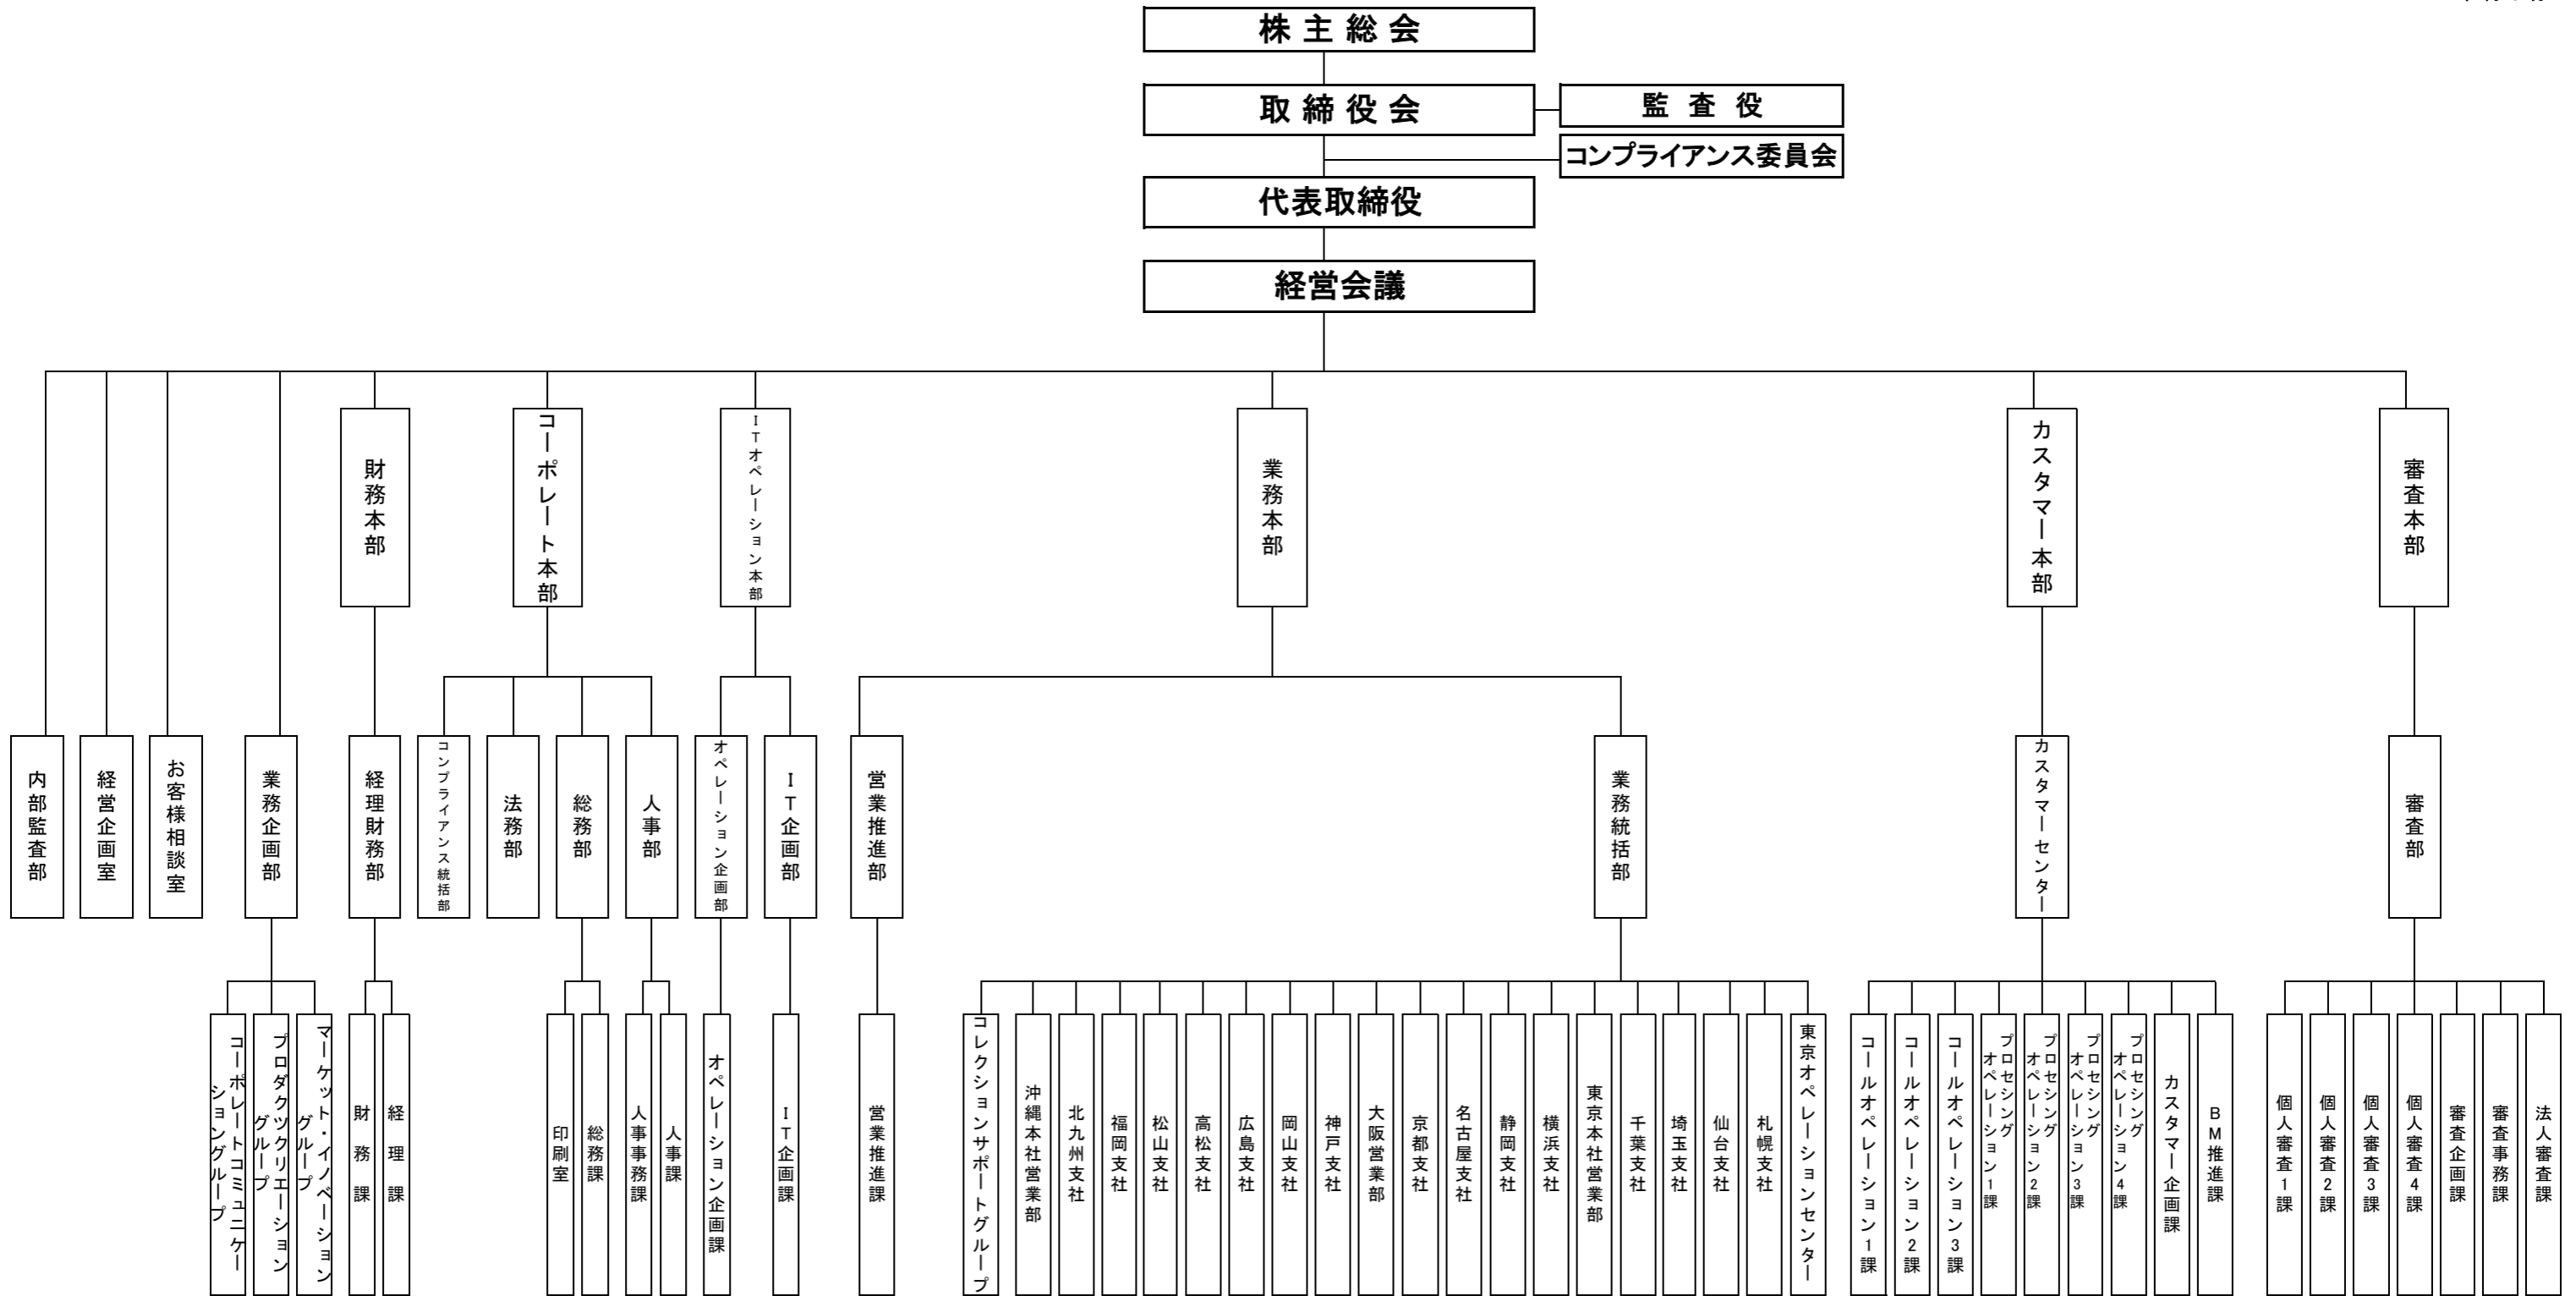 株主総会
取締役会
監査役
コンプライアンス委員会
代表取締役
経営会議
財務本部
コーポレート本部
ITオペレーション本部
業務本部
カスタマー本部
審査本部
内部監査部
経営企画室
お客様相談室
業務企画部
経理財務部
コンプライアンス統括部
法務部
総務部
人事部
オペレーション企画部
IT企画部
営業推進部
業務統括部
カスタマーセンター
審査部
コーポレートコミュニケー
ショングループ
プロダクツクリエーション
グループ
マーケット・イノベーション
グループ
財務課
経理課
印刷室
総務課
人事事務課
人事課
オペレーション企画課
IT企画課
営業推進課
コレクションサポートグループ
沖縄本社営業部
北九州支社
福岡支社
松山支社
高松支社
広島支社
岡山支社
神戸支社
大阪営業部
京都支社
名古屋支社
静岡支社
横浜支社
東京本社営業部
千葉支社
埼玉支社
仙台支社
札幌支社
東京オペレーションセンター
コールオペレーション1課
コールオペレーション2課
コールオペレーション3課
プロセシング
オペレーション1課
プロセシング
オペレーション2課
プロセシング
オペレーション3課
プロセシング
オペレーション4課
カスタマー企画課
BM推進課
個人審査1課
個人審査2課
個人審査3課
個人審査4課
審査企画課
審査事務課
法人審査課